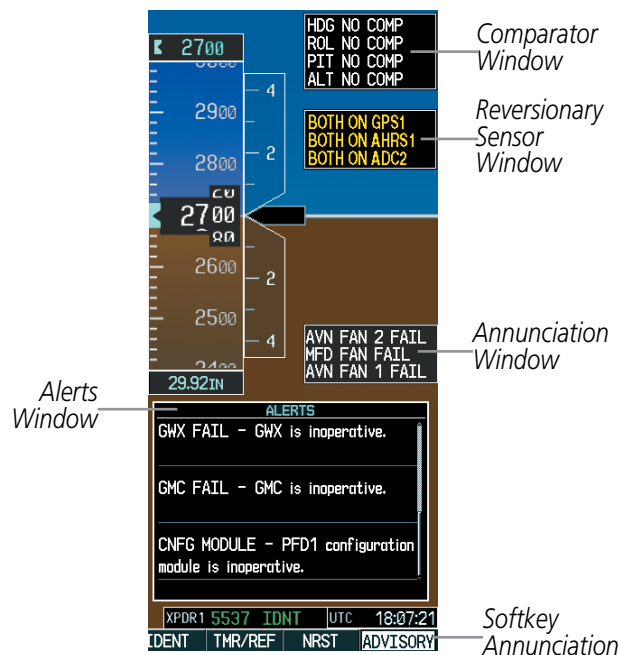 HDG NO COMP
ROL NO COMP
PIT NO COMP
ALT NO COMP
Comparator
Window
2700
4
2900
BOTH ON GPS1
BOTH ON AHRS1
BOTH ON ADC2
Reversionary
Sensor
Window
2
2800
20
2700
80
2600
2
2500
4
AVN FAN 2 FAIL
MFD FAN FAIL
AVN FAN 1 FAIL
Annunciation
Window
29.92IN
Alerts
Window
ALERTS
GWX FAIL – GWX is inoperative.
GMC FAIL – GMC is inoperative.
CNFG MODULE – PFD1 configuration
module is inoperative.
XPDR1 5537 IDNT UTC 18:07:21
IDENT TMR/REF NRST ADVISORY
Softkey
Annunciation